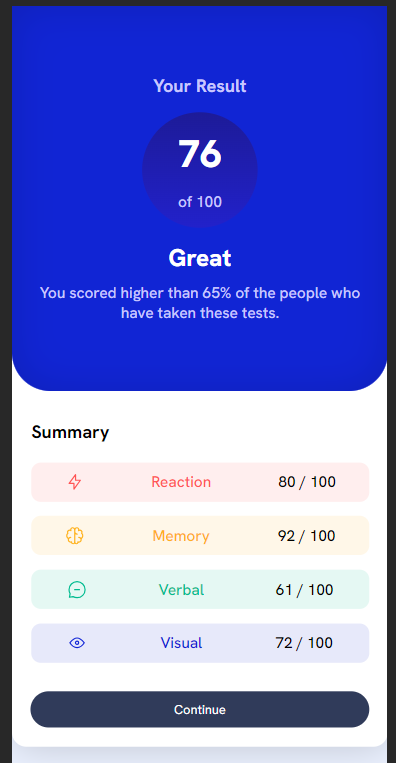 Your Result
76
of 100
Great
You scored higher than 65% of the people who
have taken these tests.
Summary
Reaction 80 / 100
Memory 92 / 100
Verbal 61 / 100
Visual 72 / 100
Continue